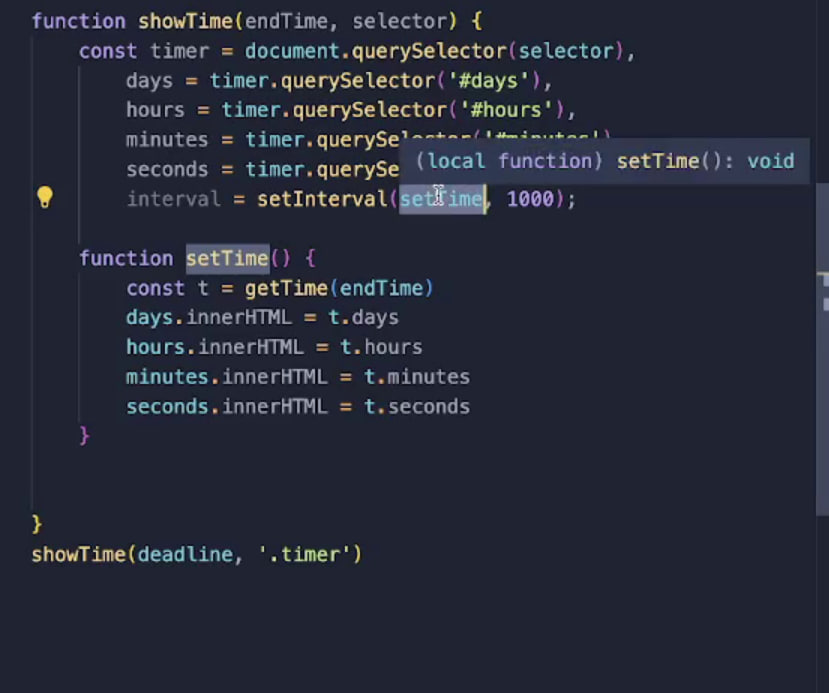 function showTime(endTime, selector) {
const timer = document.querySelector(selector),
days = timer.querySelector('#days'),
hours = timer.querySelector('#hours'),
minutes = timer.querySelector('#minutes'),
(local function) setTime(): void
seconds = timer.querySe
interval = setInterval(setTime, 1000);
function setTime() {
const t = getTime(endTime)
days.innerHTML = t.days
hours.innerHTML = t.hours
minutes.innerHTML = t.minutes
seconds.innerHTML = t.seconds
}
}
showTime(deadline, '.timer')